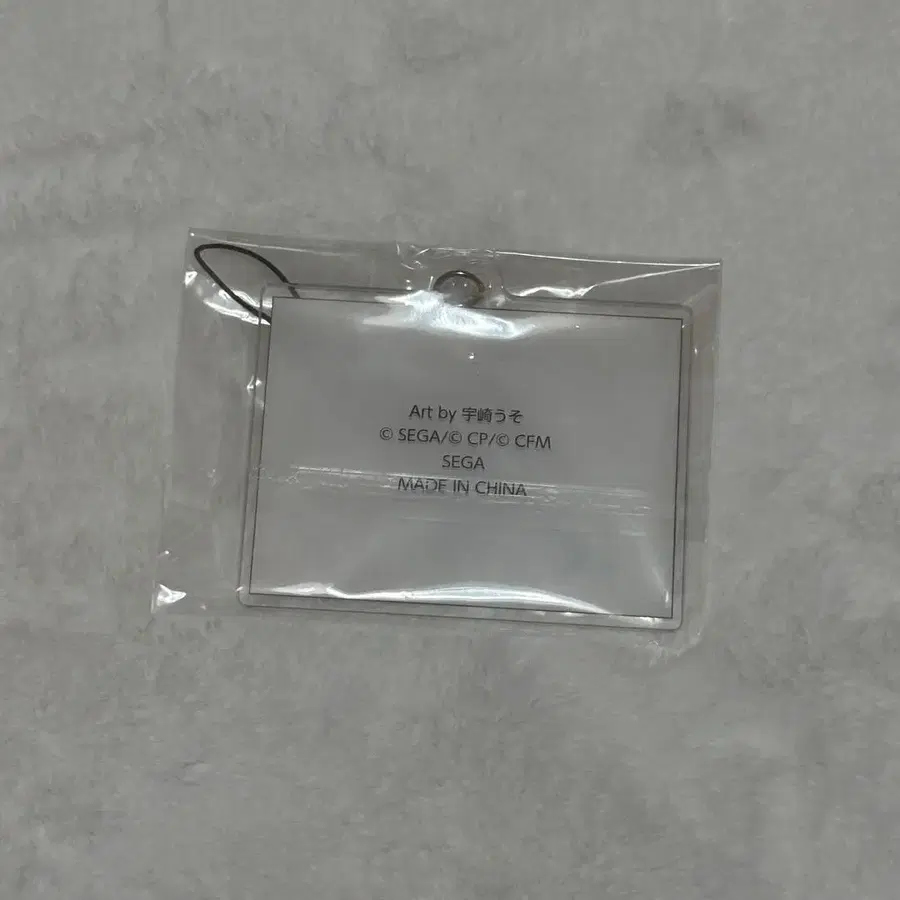 Art by 宇崎うそ
© SEGA/© CP/© CFM
SEGA
MADE IN CHINA